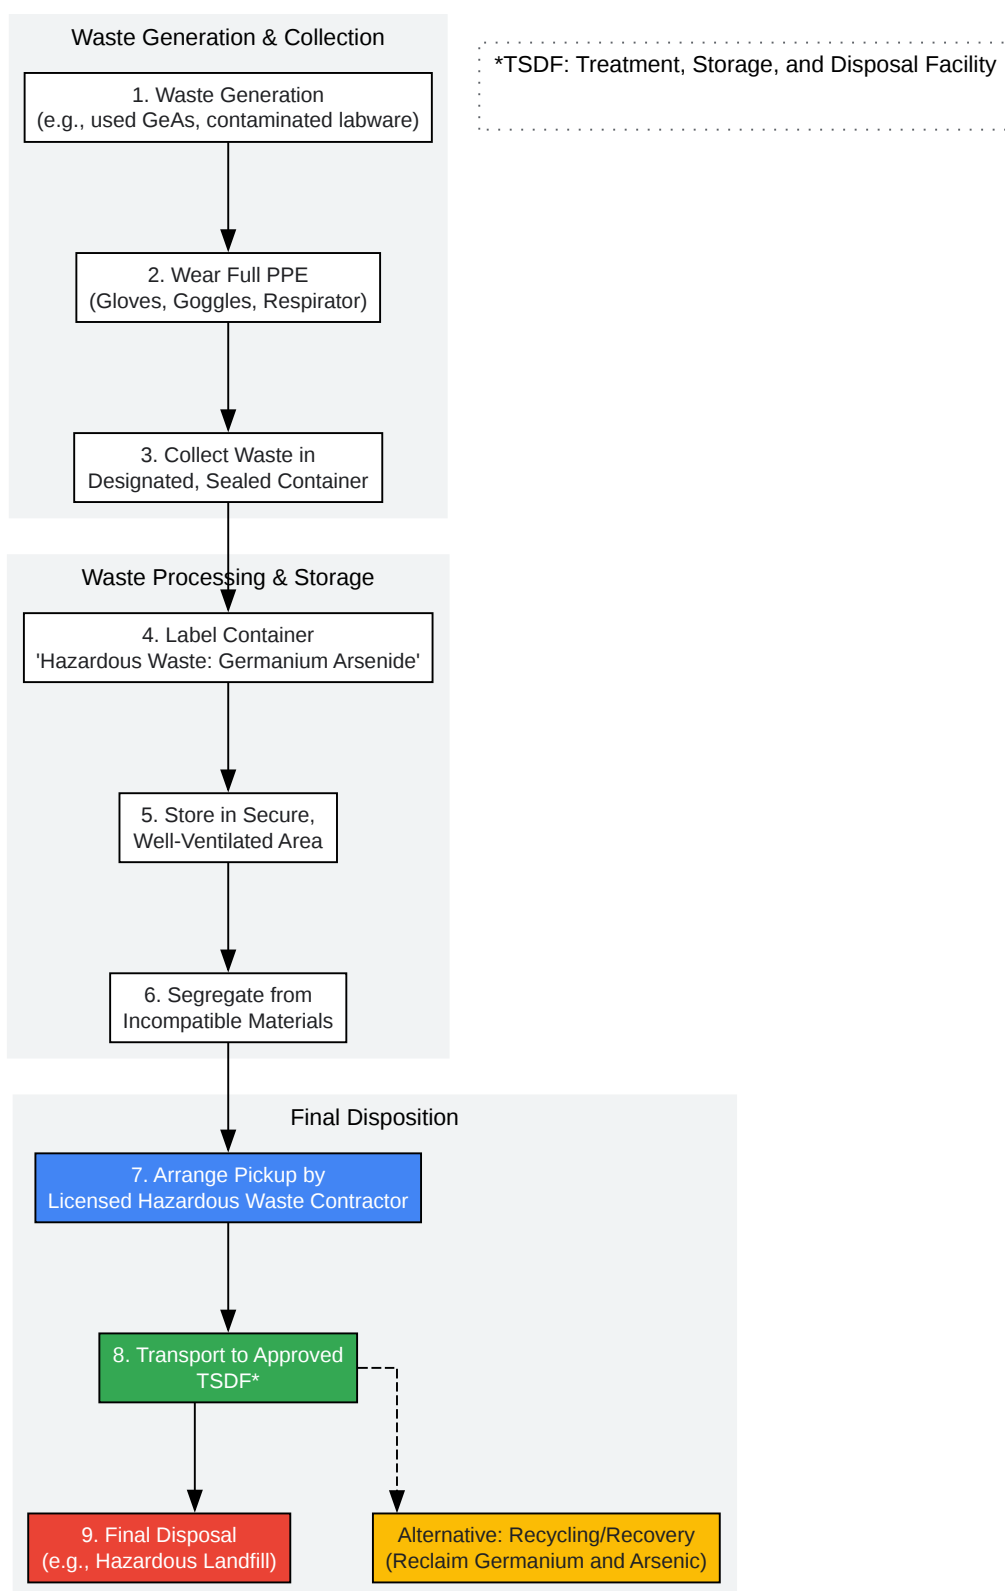 Waste Generation & Collection
*TSDF: Treatment, Storage, and Disposal Facility
1. Waste Generation
(e.g., used GeAs, contaminated labware)
2. Wear Full PPE
(Gloves, Goggles, Respirator)
3. Collect Waste in
Designated, Sealed Container
Waste Processing & Storage
4. Label Container
'Hazardous Waste: Germanium Arsenide'
5. Store in Secure,
Well-Ventilated Area
6. Segregate from
Incompatible Materials
Final Disposition
7. Arrange Pickup by
Licensed Hazardous Waste Contractor
8. Transport to Approved
TSDF*
9. Final Disposal
(e.g., Hazardous Landfill)
Alternative: Recycling/Recovery
(Reclaim Germanium and Arsenic)